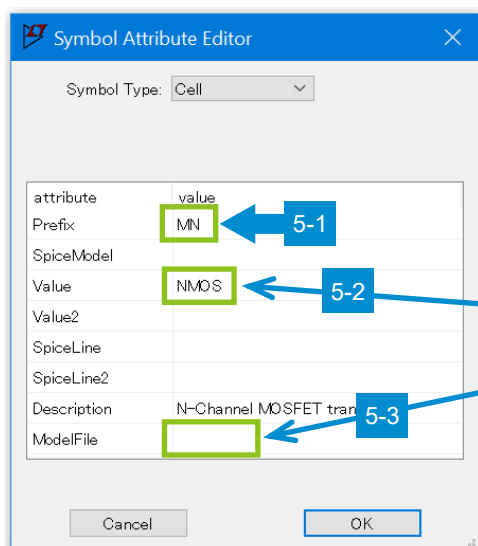 Symbol Attribute Editor
Symbol Type: Cell
attribute value
Prefix MN 5-1
SpiceModel
Value NMOS 5-2
Value2
SpiceLine
SpiceLine2
Description N-Channel MOSFET tran
5-3
ModelFile
Cancel OK